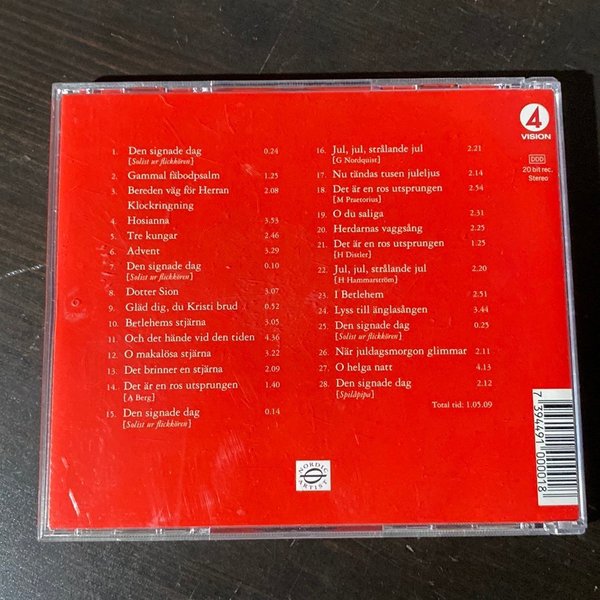 1. Den signade dag 0.24
[Solist ur flickkören]
2. Gammal fäbodpsalm 1.25
3. Bereden väg för Herran 2.08
Klockringning
4. Hosianna 3.53
5. Tre kungar 2.46
6. Advent 3.29
7. Den signade dag 0.10
[Solist ur flickkören]
8. Dotter Sion 3.07
9. Gläd dig, du Kristi brud 0.52
10. Betlehems stjärna 3.05
11. Och det hände vid den tiden 4.36
12. O makalösa stjärna 3.22
13. Det brinner en stjärna 2.09
14. Det är en ros utsprungen 1.40
[A Berg]
15. Den signade dag 0.14
[Solist ur flickkören]
16. Jul, jul, strålande jul 2.21
[G Nordquist]
17. Nu tändas tusen juleljus 2.14
18. Det är en ros utsprungen 2.54
[M Praetorius]
19. O du saliga 2.31
20. Herdarnas vaggsång 2.25
21. Det är en ros utsprungen 1.25
[H Distler]
22. Jul, jul, strålande jul 2.20
[H Hammarström]
23. I Betlehem 2.51
24. Lyss till änglasången 3.44
25. Den signade dag 0.25
[Solist ur flickkören]
26. När juldagsmorgon glimmar 2.11
27. O helga natt 4.13
28. Den signade dag 2.12
[Spilåpipa]
Total tid: 1.05.09
4
VISION
DDD
20 bit rec.
Stereo
NORDIC
ARTIST
7 394491 000018